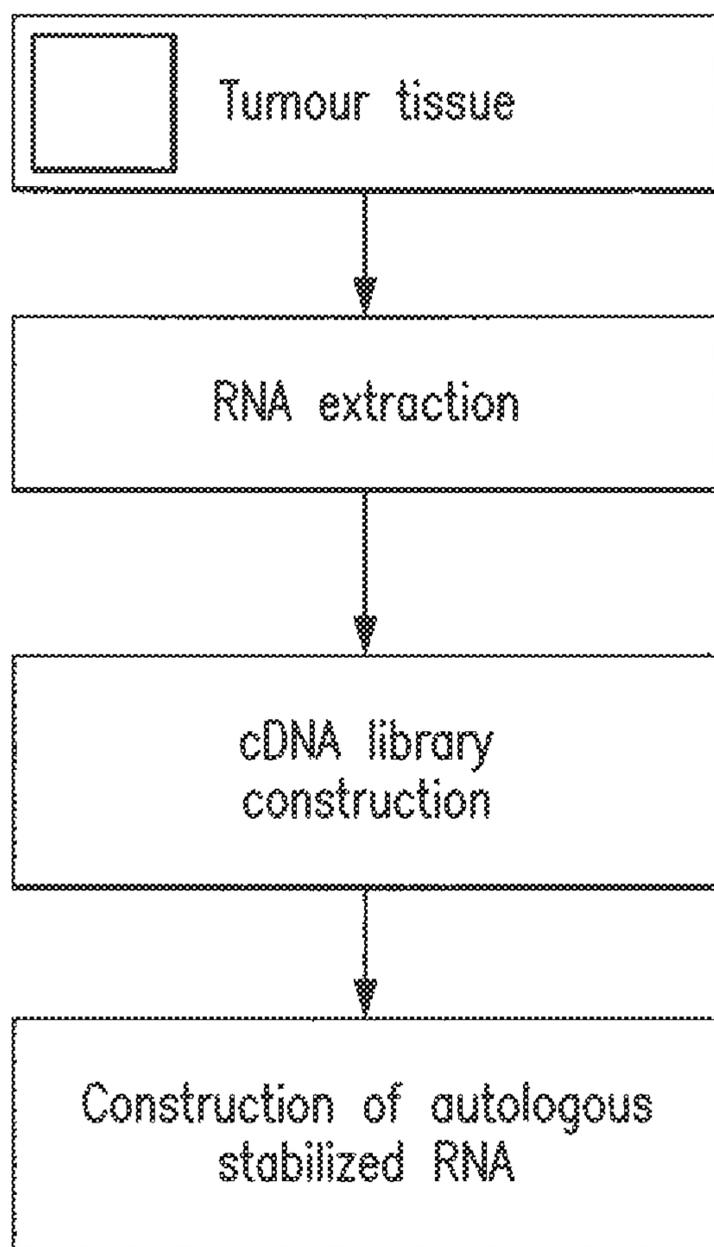 Tumour tissue
RNA extraction
cDNA library
construction
Construction of autologous
stabilized RNA